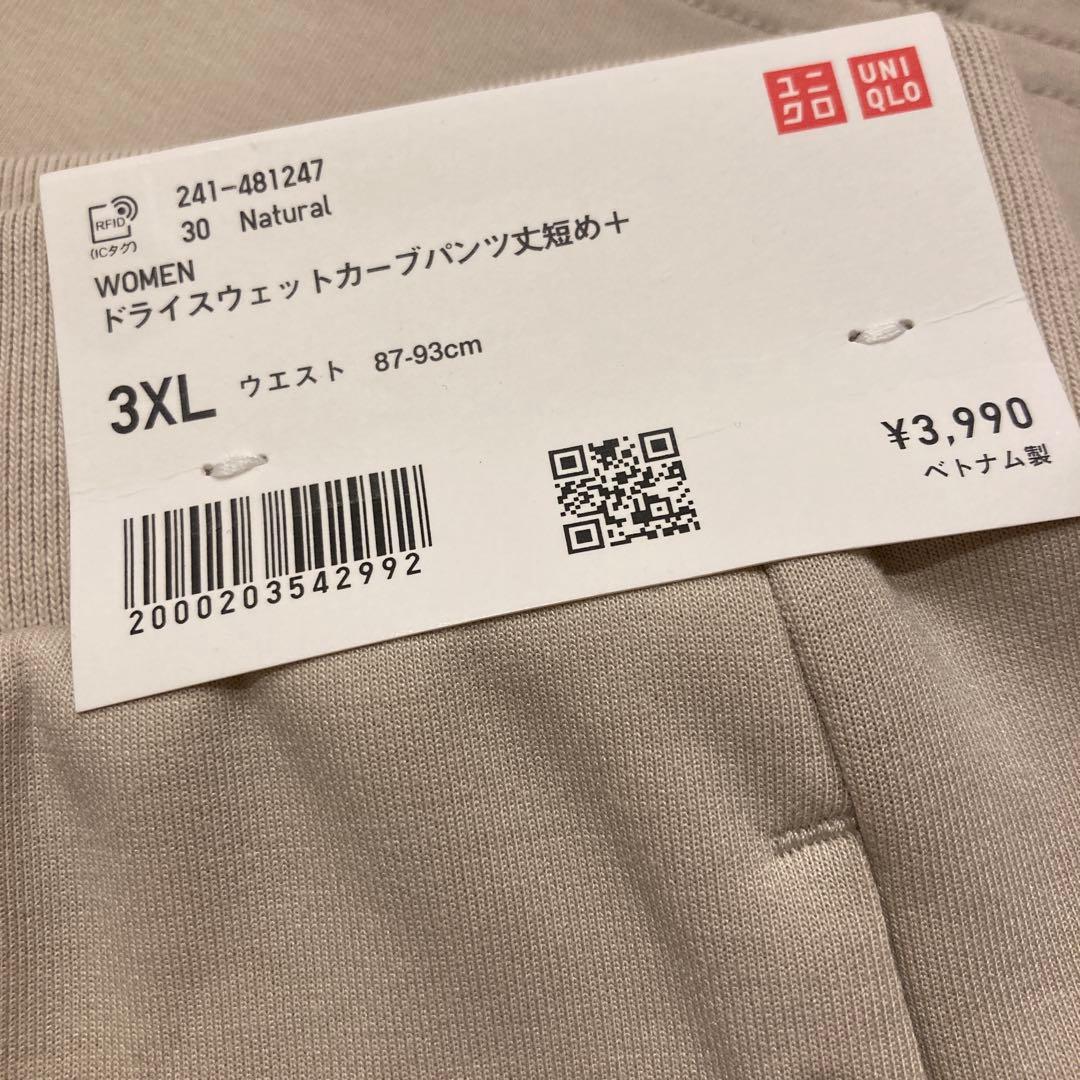 ユニ
クロ
UNI
QLO
RFID
(ICタグ)
241-481247
30 Natural
WOMEN
ドライスウェットカーブパンツ丈短め＋
3XL ウエスト 87-93cm
¥3,990
ベトナム製
2000203542992